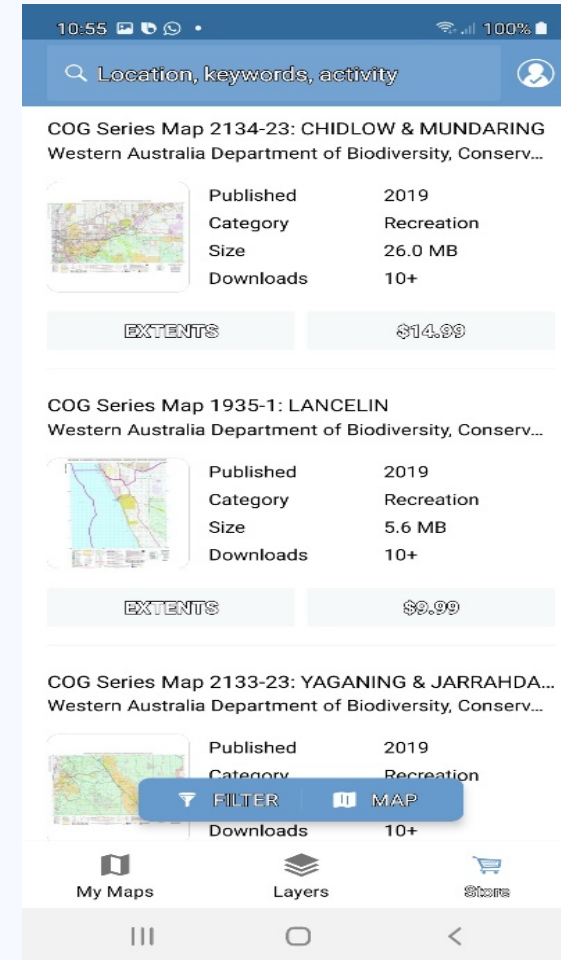 10:55
100%
Location, keywords, activity
COG Series Map 2134-23: CHIDLOW & MUNDARING
Western Australia Department of Biodiversity, Conserv...
Published 2019
Category Recreation
Size 26.0 MB
Downloads 10+
EXTENTS $14.99
COG Series Map 1935-1: LANCELIN
Western Australia Department of Biodiversity, Conserv...
Published 2019
Category Recreation
Size 5.6 MB
Downloads 10+
EXTENTS $9.99
COG Series Map 2133-23: YAGANING & JARRAHDA...
Western Australia Department of Biodiversity, Conserv...
Published 2019
Category Recreation
FILTER MAP
Downloads 10+
My Maps Layers Store